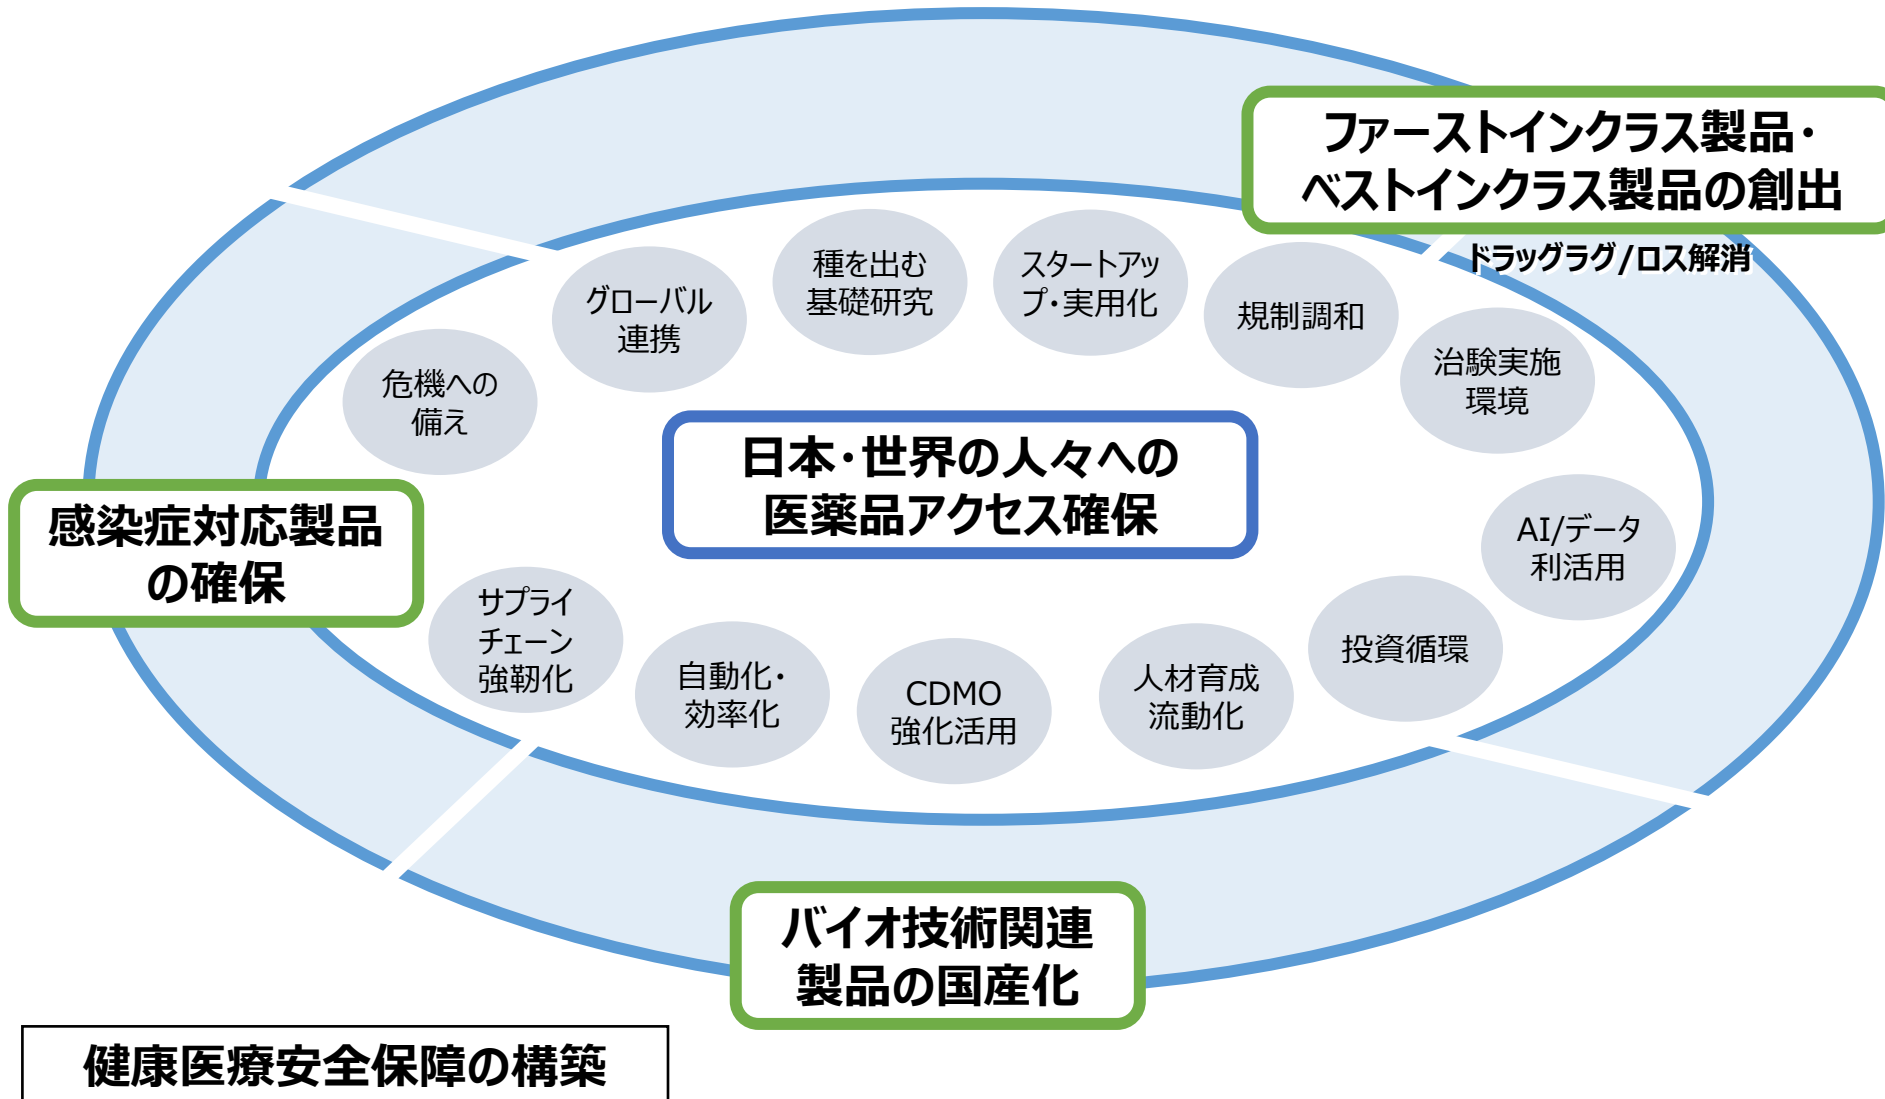 ファーストインクラス製品・
ベストインクラス製品の創出
ドラッグラグ/ロス解消
種を出む
基礎研究
スタートアッ
プ・実用化
グローバル
連携
規制調和
治験実施
環境
危機への
備え
日本・世界の人々への
医薬品アクセス確保
感染症対応製品
の確保
AI/データ
利活用
サプライ
チェーン
強靭化
自動化・
効率化
CDMO
強化活用
人材育成
流動化
投資循環
バイオ技術関連
製品の国産化
健康医療安全保障の構築